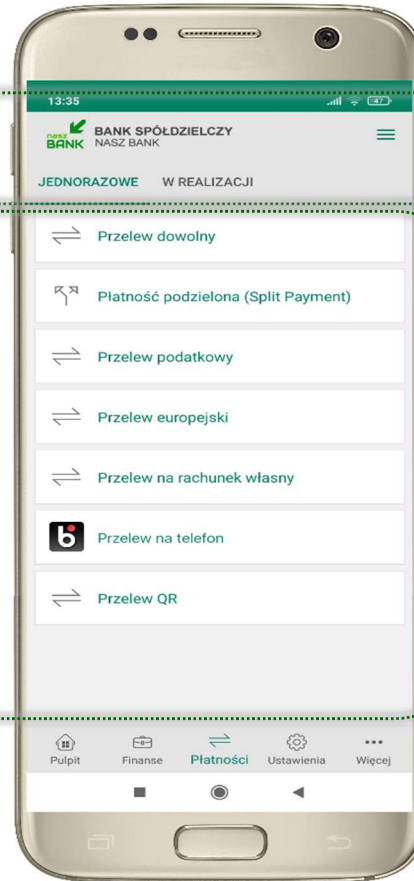 13:35
47
nasz BANK
BANK SPÓŁDZIELCZY
NASZ BANK
JEDNORAZOWE W REALIZACJI
Przelew dowolny
Płatność podzielona (Split Payment)
Przelew podatkowy
Przelew europejski
Przelew na rachunek własny
b Przelew na telefon
Przelew QR
Pulpit Finanse Płatności Ustawienia Więcej